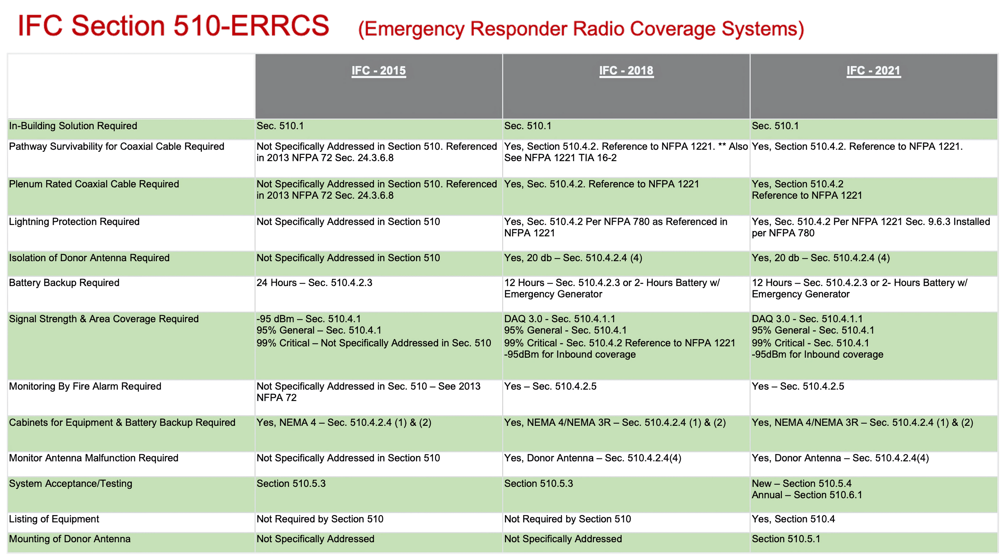 IFC Section 510-ERRCS (Emergency Responder Radio Coverage Systems)
IFC - 2015
IFC - 2018
IFC - 2021
In-Building Solution Required
Sec. 510.1
Sec. 510.1
Sec. 510.1
Pathway Survivability for Coaxial Cable Required
Not Specifically Addressed in Section 510. Referenced
in 2013 NFPA 72 Sec. 24.3.6.8
Yes, Section 510.4.2. Reference to NFPA 1221. ** Also
See NFPA 1221 TIA 16-2
Yes, Section 510.4.2. Reference to NFPA 1221.
Plenum Rated Coaxial Cable Required
Not Specifically Addressed in Section 510. Referenced
in 2013 NFPA 72 Sec. 24.3.6.8
Yes, Sec. 510.4.2. Reference to NFPA 1221
Yes, Section 510.4.2
Reference to NFPA 1221
Lightning Protection Required
Not Specifically Addressed in Section 510
Yes, Sec. 510.4.2 Per NFPA 780 as Referenced in
NFPA 1221
Yes, Sec. 510.4.2 Per NFPA 1221 Sec. 9.6.3 Installed
per NFPA 780
Isolation of Donor Antenna Required
Not Specifically Addressed in Section 510
Yes, 20 db – Sec. 510.4.2.4 (4)
Yes, 20 db – Sec. 510.4.2.4 (4)
Battery Backup Required
24 Hours – Sec. 510.4.2.3
12 Hours – Sec. 510.4.2.3 or 2- Hours Battery w/
Emergency Generator
12 Hours – Sec. 510.4.2.3 or 2- Hours Battery w/
Emergency Generator
Signal Strength & Area Coverage Required
-95 dBm – Sec. 510.4.1
95% General – Sec. 510.4.1
99% Critical – Not Specifically Addressed in Sec. 510
DAQ 3.0 - Sec. 510.4.1.1
95% General - Sec. 510.4.1
99% Critical - Sec. 510.4.2 Reference to NFPA 1221
-95dBm for Inbound coverage
DAQ 3.0 - Sec. 510.4.1.1
95% General - Sec. 510.4.1
99% Critical - Sec. 510.4.1
-95dBm for Inbound coverage
Monitoring By Fire Alarm Required
Not Specifically Addressed in Sec. 510 – See 2013
NFPA 72
Yes – Sec. 510.4.2.5
Yes – Sec. 510.4.2.5
Cabinets for Equipment & Battery Backup Required
Yes, NEMA 4 – Sec. 510.4.2.4 (1) & (2)
Yes, NEMA 4/NEMA 3R – Sec. 510.4.2.4 (1) & (2)
Yes, NEMA 4/NEMA 3R – Sec. 510.4.2.4 (1) & (2)
Monitor Antenna Malfunction Required
Not Specifically Addressed in Section 510
Yes, Donor Antenna – Sec. 510.4.2.4(4)
Yes, Donor Antenna – Sec. 510.4.2.4(4)
System Acceptance/Testing
Section 510.5.3
Section 510.5.3
New – Section 510.5.4
Annual – Section 510.6.1
Listing of Equipment
Not Required by Section 510
Not Required by Section 510
Yes, Section 510.4
Mounting of Donor Antenna
Not Specifically Addressed
Not Specifically Addressed
Section 510.5.1